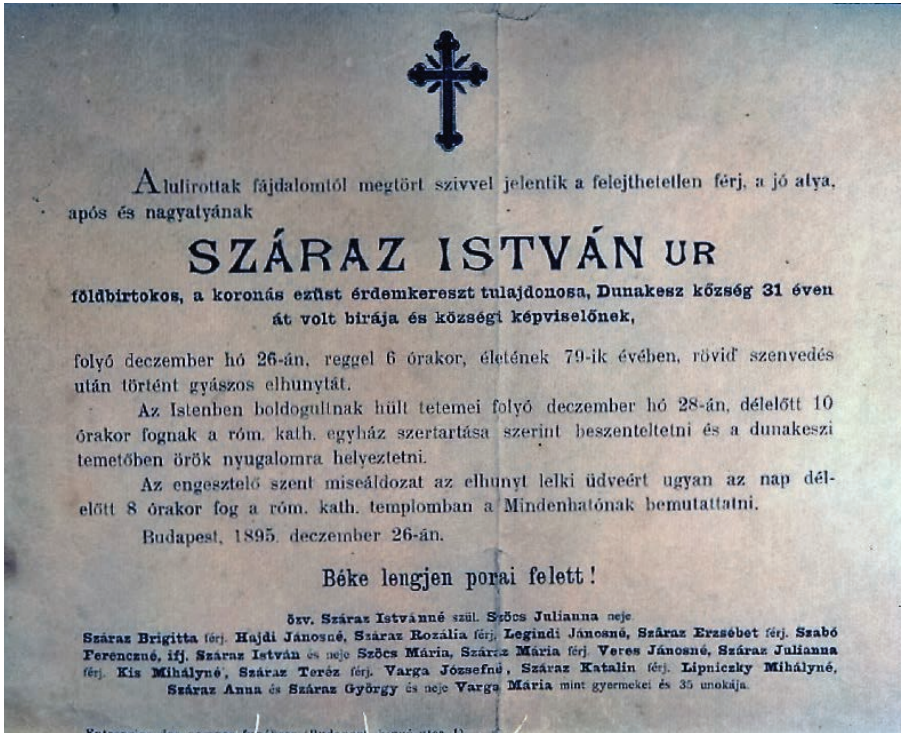 Alulirottak fájdalomtól megtört szivvel jelentik a felejthetetlen férj, a jó atya,
após és nagyatyának
SZÁRAZ ISTVÁN UR
földbirtokos, a koronás ezüst érdemkereszt tulajdonosa, Dunakesz község 31 éven
át volt birája és községi képviselőnek,
folyó deczember hó 26-án, reggel 6 órakor, életének 79-ik évében, rövid szenvedés
után történt gyászos elhunytát.
Az Istenben boldogultnak hült tetemei folyó deczember hó 28-án, délelőtt 10
órakor fognak a róm. kath. egyház szertartása szerint beszenteltetni és a dunakeszi
temetőben örök nyugalomra helyeztetni.
Az engesztelő szent miseáldozat az elhunyt lelki üdveért ugyan az nap dél-
előtt 8 órakor fog a róm. kath. templomban a Mindenhatónak bemutattatni.
Budapest, 1895. deczember 26-án.
Béke lengjen porai felett!
özv. Száraz Istvánné szül. Szőcs Julianna neje.
Száraz Brigitta férj. Hajdi Jánosné, Száraz Rozália férj. Legindi Jánosné, Száraz Erzsébet férj. Szabó
Ferenczné, ifj. Száraz István és neje Szőcs Mária, Száraz Mária férj. Veres Jánosné, Száraz Julianna
férj. Kis Mihályné, Száraz Teréz férj. Varga Józsefné, Száraz Katalin férj. Lipniczky Mihályné,
Száraz Anna és Száraz György és neje Varga Mária mint gyermekei és 35 unokája.